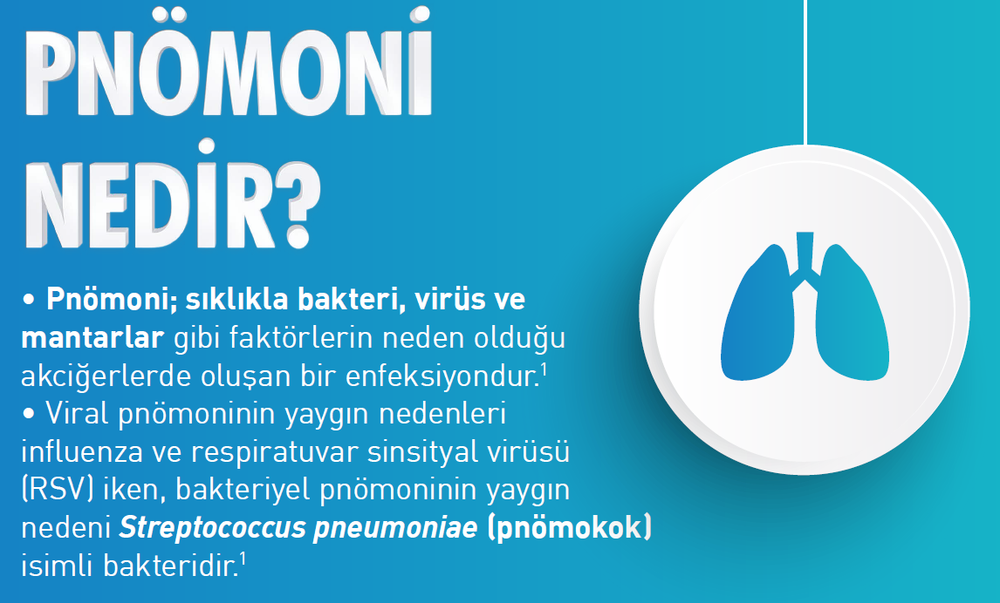 PNÖMONİ
NEDİR?
• Pnömoni; sıklıkla bakteri, virüs ve
mantarlar gibi faktörlerin neden olduğu
akciğerlerde oluşan bir enfeksiyondur.¹
• Viral pnömoninin yaygın nedenleri
influenza ve respiratuvar sinsityal virüsü
(RSV) iken, bakteriyel pnömoninin yaygın
nedeni Streptococcus pneumoniae (pnömokok)
isimli bakteridir.¹